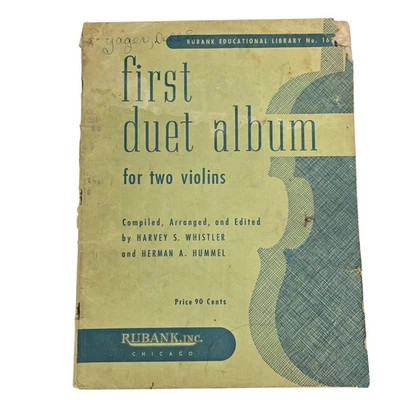 Yager,
RUBANK EDUCATIONAL LIBRARY No.
first
duet album
for two violins
Compiled, Arranged, and Edited
by HARVEY S. WHISTLER
and HERMAN A. HUMMEL
Price 90 Cents
RUBANK, INC.
CHICAGO